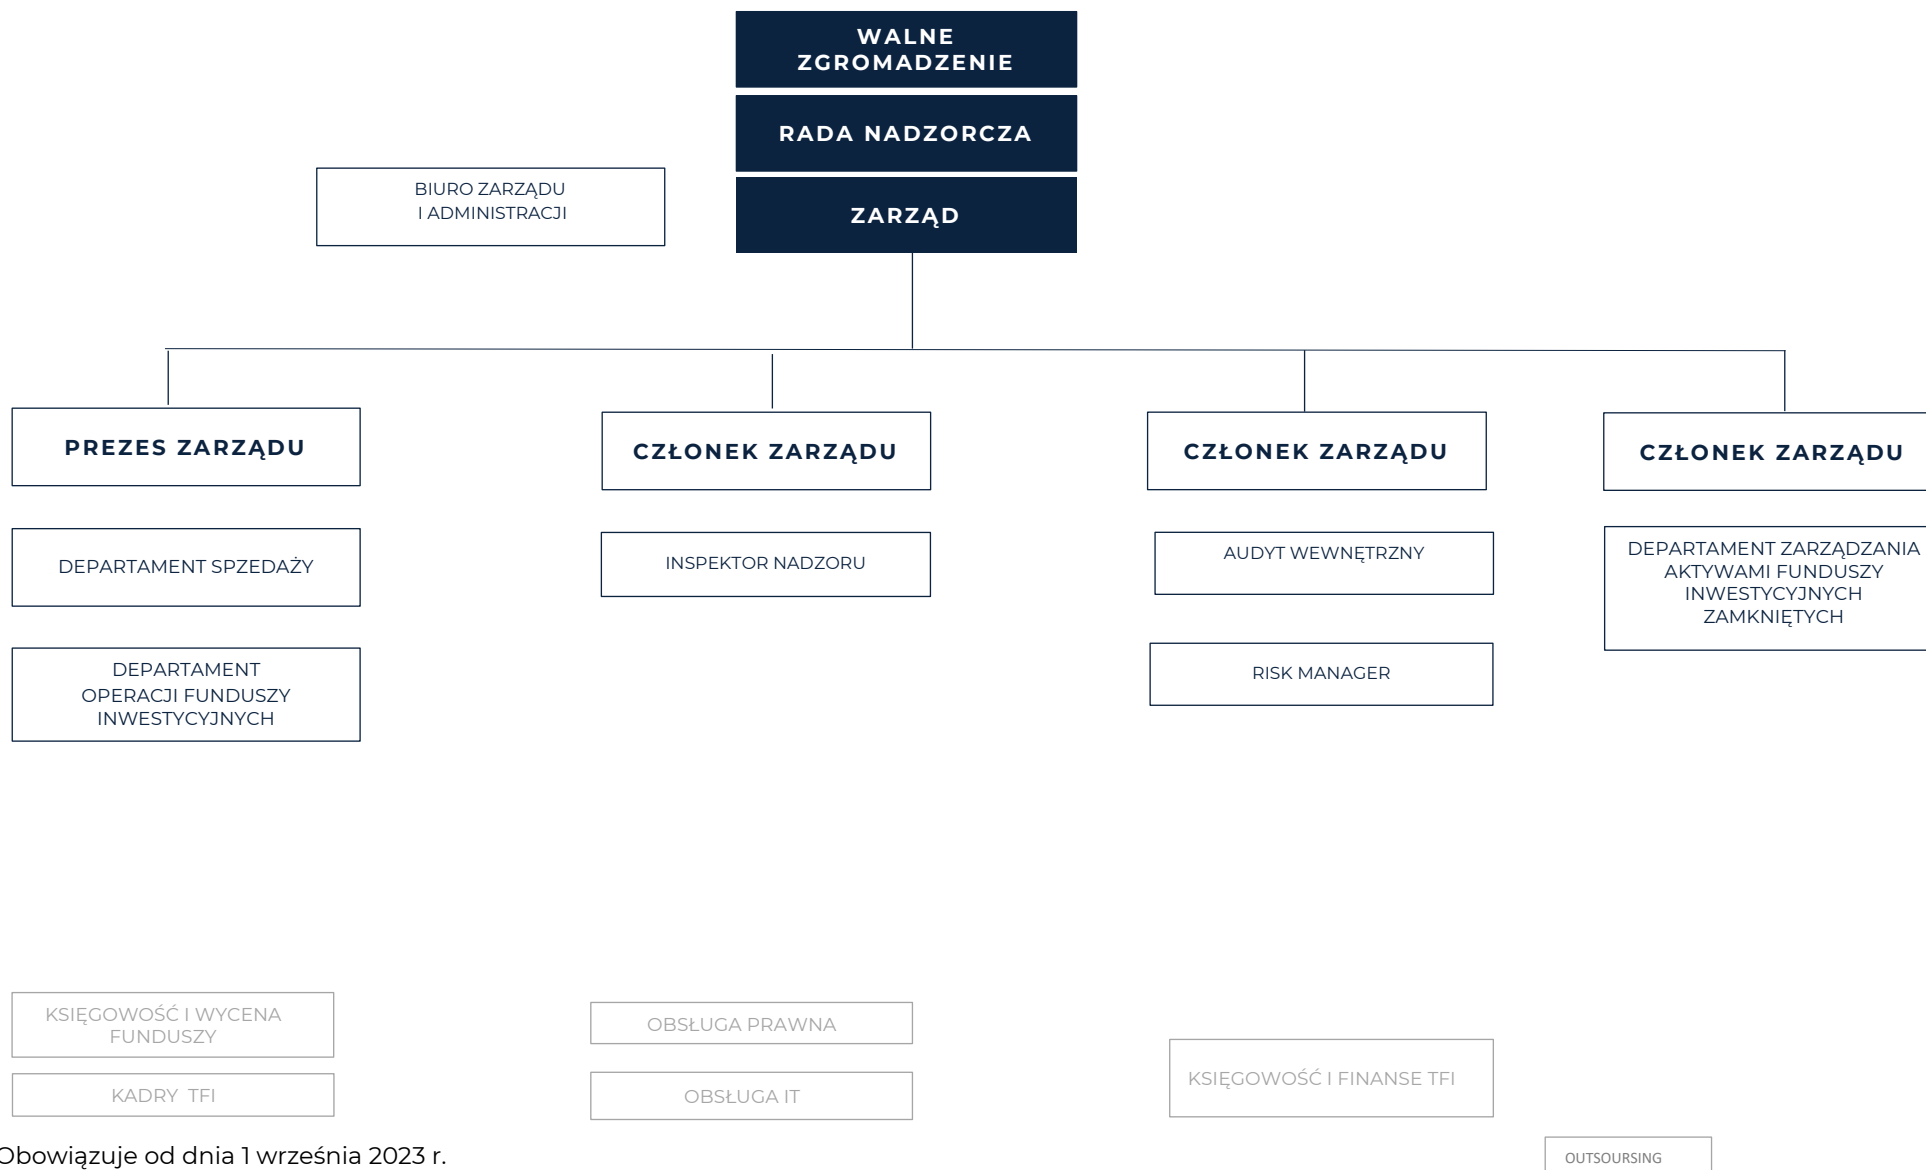 WALNE
ZGROMADZENIE
RADA NADZORCZA
BIURO ZARZĄDU
I ADMINISTRACJI
ZARZĄD
PREZES ZARZĄDU
CZŁONEK ZARZĄDU
CZŁONEK ZARZĄDU
CZŁONEK ZARZĄDU
DEPARTAMENT SPZEDAŻY
INSPEKTOR NADZORU
AUDYT WEWNĘTRZNY
DEPARTAMENT ZARZĄDZANIA
AKTYWAMI FUNDUSZY
INWESTYCYJNYCH
ZAMKNIĘTYCH
DEPARTAMENT
OPERACJI FUNDUSZY
INWESTYCYJNYCH
RISK MANAGER
KSIĘGOWOŚĆ I WYCENA
FUNDUSZY
OBSŁUGA PRAWNA
KSIĘGOWOŚĆ I FINANSE TFI
KADRY TFI
OBSŁUGA IT
Obowiązuje od dnia 1 września 2023 r.
OUTSOURSING